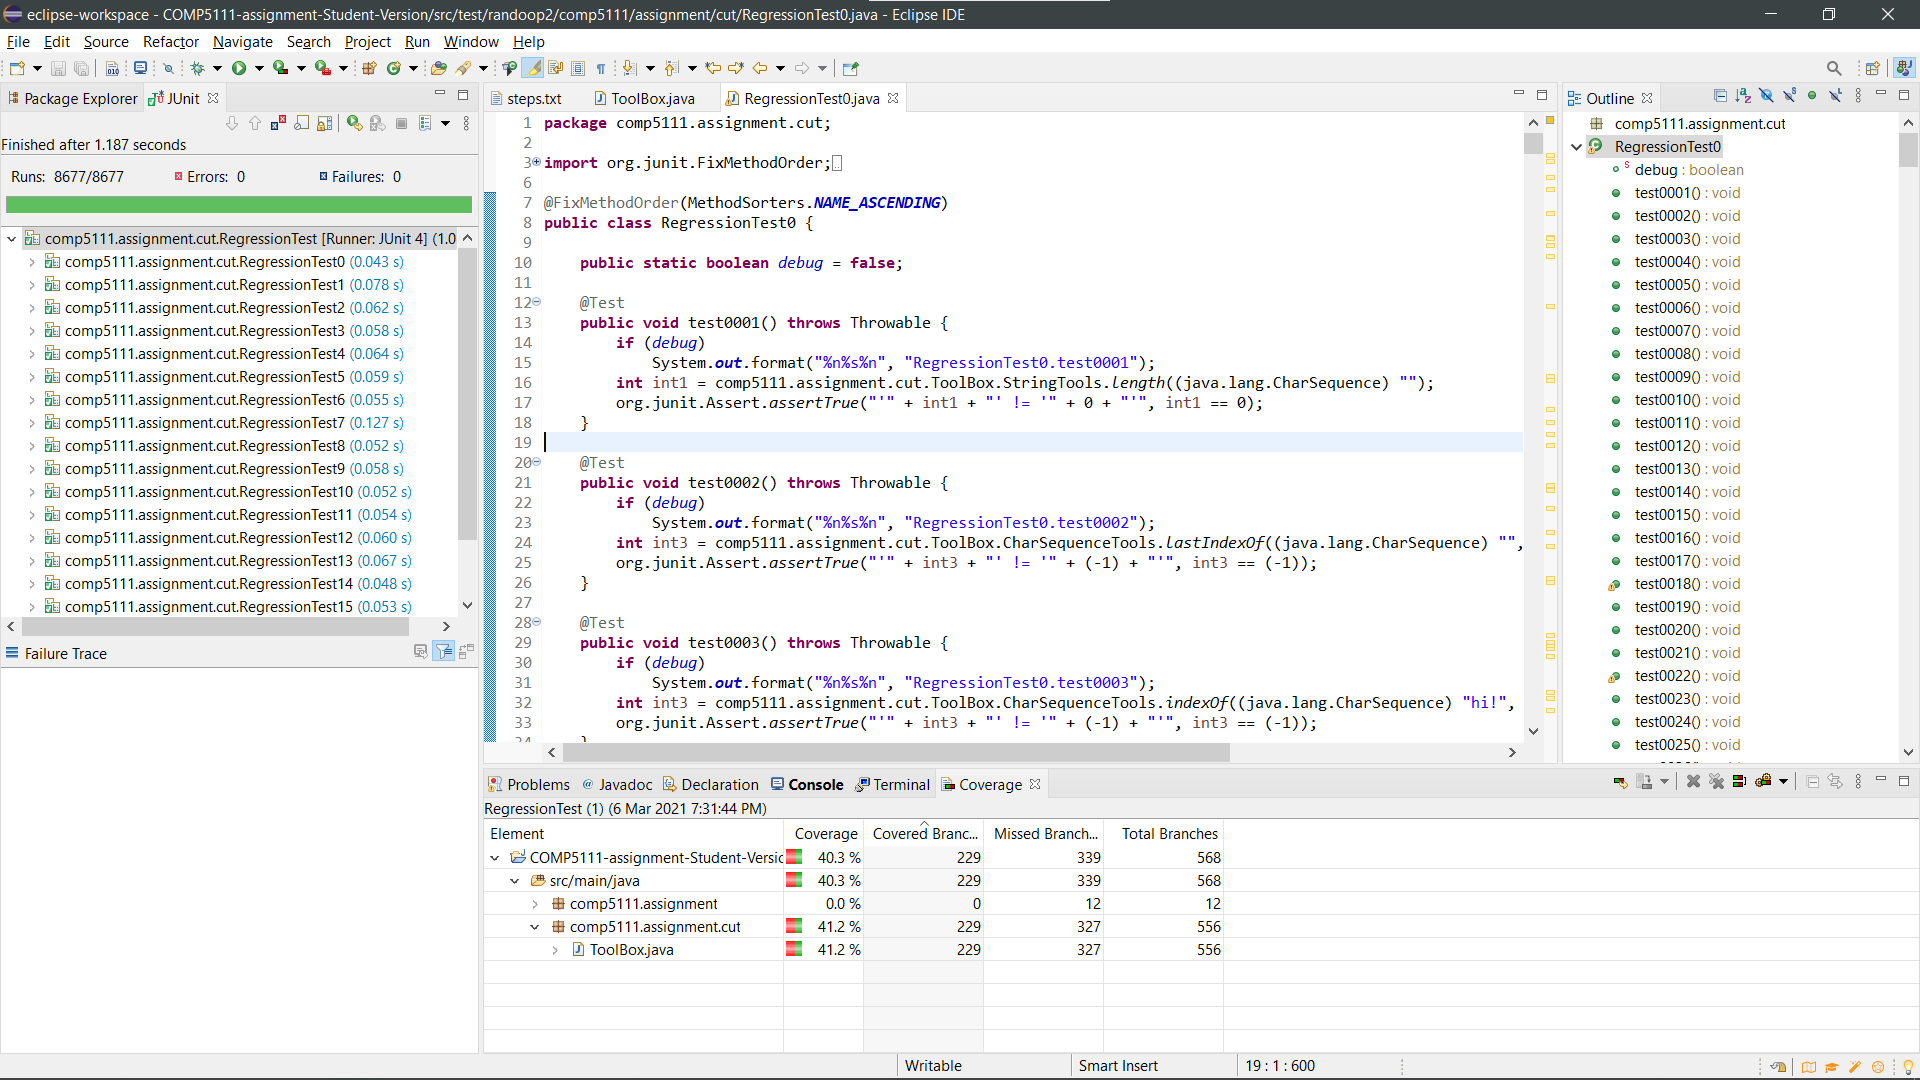 eclipse-workspace - COMP5111-assignment-Student-Version/src/test/randoop2/comp5111/assignment/cut/RegressionTest0.java - Eclipse IDE
File Edit Source Refactor Navigate Search Project Run Window Help
Package Explorer JUnit
Finished after 1.187 seconds
Runs: 8677/8677 Errors: 0 Failures: 0
comp5111.assignment.cut.RegressionTest [Runner: JUnit 4] (1.0
comp5111.assignment.cut.RegressionTest0 (0.043 s)
comp5111.assignment.cut.RegressionTest1 (0.078 s)
comp5111.assignment.cut.RegressionTest2 (0.062 s)
comp5111.assignment.cut.RegressionTest3 (0.058 s)
comp5111.assignment.cut.RegressionTest4 (0.064 s)
comp5111.assignment.cut.RegressionTest5 (0.059 s)
comp5111.assignment.cut.RegressionTest6 (0.055 s)
comp5111.assignment.cut.RegressionTest7 (0.127 s)
comp5111.assignment.cut.RegressionTest8 (0.052 s)
comp5111.assignment.cut.RegressionTest9 (0.058 s)
comp5111.assignment.cut.RegressionTest10 (0.052 s)
comp5111.assignment.cut.RegressionTest11 (0.054 s)
comp5111.assignment.cut.RegressionTest12 (0.060 s)
comp5111.assignment.cut.RegressionTest13 (0.067 s)
comp5111.assignment.cut.RegressionTest14 (0.048 s)
comp5111.assignment.cut.RegressionTest15 (0.053 s)
Failure Trace
steps.txt ToolBox.java RegressionTest0.java
1 package comp5111.assignment.cut;
2
3 import org.junit.FixMethodOrder;
6
7 @FixMethodOrder(MethodSorters.NAME_ASCENDING)
8 public class RegressionTest0 {
9
10 public static boolean debug = false;
11
12 @Test
13 public void test0001() throws Throwable {
14 if (debug)
15 System.out.format("%n%s%n", "RegressionTest0.test0001");
16 int int1 = comp5111.assignment.cut.ToolBox.StringTools.length((java.lang.CharSequence) "");
17 org.junit.Assert.assertTrue("'" + int1 + "' != '" + 0 + "'", int1 == 0);
18 }
19
20 @Test
21 public void test0002() throws Throwable {
22 if (debug)
23 System.out.format("%n%s%n", "RegressionTest0.test0002");
24 int int3 = comp5111.assignment.cut.ToolBox.CharSequenceTools.lastIndexOf((java.lang.CharSequence) "",
25 org.junit.Assert.assertTrue("'" + int3 + "' != '" + (-1) + "'", int3 == (-1));
26 }
27
28 @Test
29 public void test0003() throws Throwable {
30 if (debug)
31 System.out.format("%n%s%n", "RegressionTest0.test0003");
32 int int3 = comp5111.assignment.cut.ToolBox.CharSequenceTools.indexOf((java.lang.CharSequence) "hi!",
33 org.junit.Assert.assertTrue("'" + int3 + "' != '" + (-1) + "'", int3 == (-1));
34 }
Outline
comp5111.assignment.cut
RegressionTest0
debug : boolean
test0001() : void
test0002() : void
test0003() : void
test0004() : void
test0005() : void
test0006() : void
test0007() : void
test0008() : void
test0009() : void
test0010() : void
test0011() : void
test0012() : void
test0013() : void
test0014() : void
test0015() : void
test0016() : void
test0017() : void
test0018() : void
test0019() : void
test0020() : void
test0021() : void
test0022() : void
test0023() : void
test0024() : void
test0025() : void
Problems Javadoc Declaration Console Terminal Coverage
RegressionTest (1) (6 Mar 2021 7:31:44 PM)
Element Coverage Covered Branc... Missed Branch... Total Branches
COMP5111-assignment-Student-Versic 40.3 % 229 339 568
src/main/java 40.3 % 229 339 568
comp5111.assignment 0.0 % 0 12 12
comp5111.assignment.cut 41.2 % 229 327 556
ToolBox.java 41.2 % 229 327 556
Writable Smart Insert 19 : 1 : 600